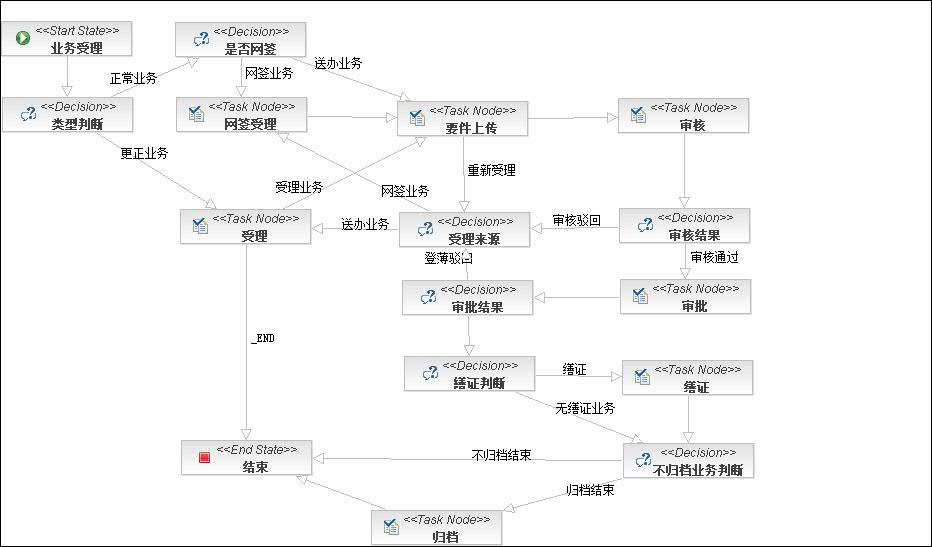 <<Start State>>
业务受理
<<Decision>>
是否网签
正常业务
网签业务
送办业务
<<Decision>>
类型判断
<<Task Node>>
网签受理
<<Task Node>>
要件上传
<<Task Node>>
审核
更正业务
受理业务
网签业务
重新受理
<<Task Node>>
受理
送办业务
<<Decision>>
受理来源
审核驳回
<<Decision>>
审核结果
登薄驳回
审核通过
<<Decision>>
审批结果
<<Task Node>>
审批
_END
<<Decision>>
缮证判断
缮证
<<Task Node>>
缮证
无缮证业务
<<End State>>
结束
不归档结束
<<Decision>>
不归档业务判断
归档结束
<<Task Node>>
归档